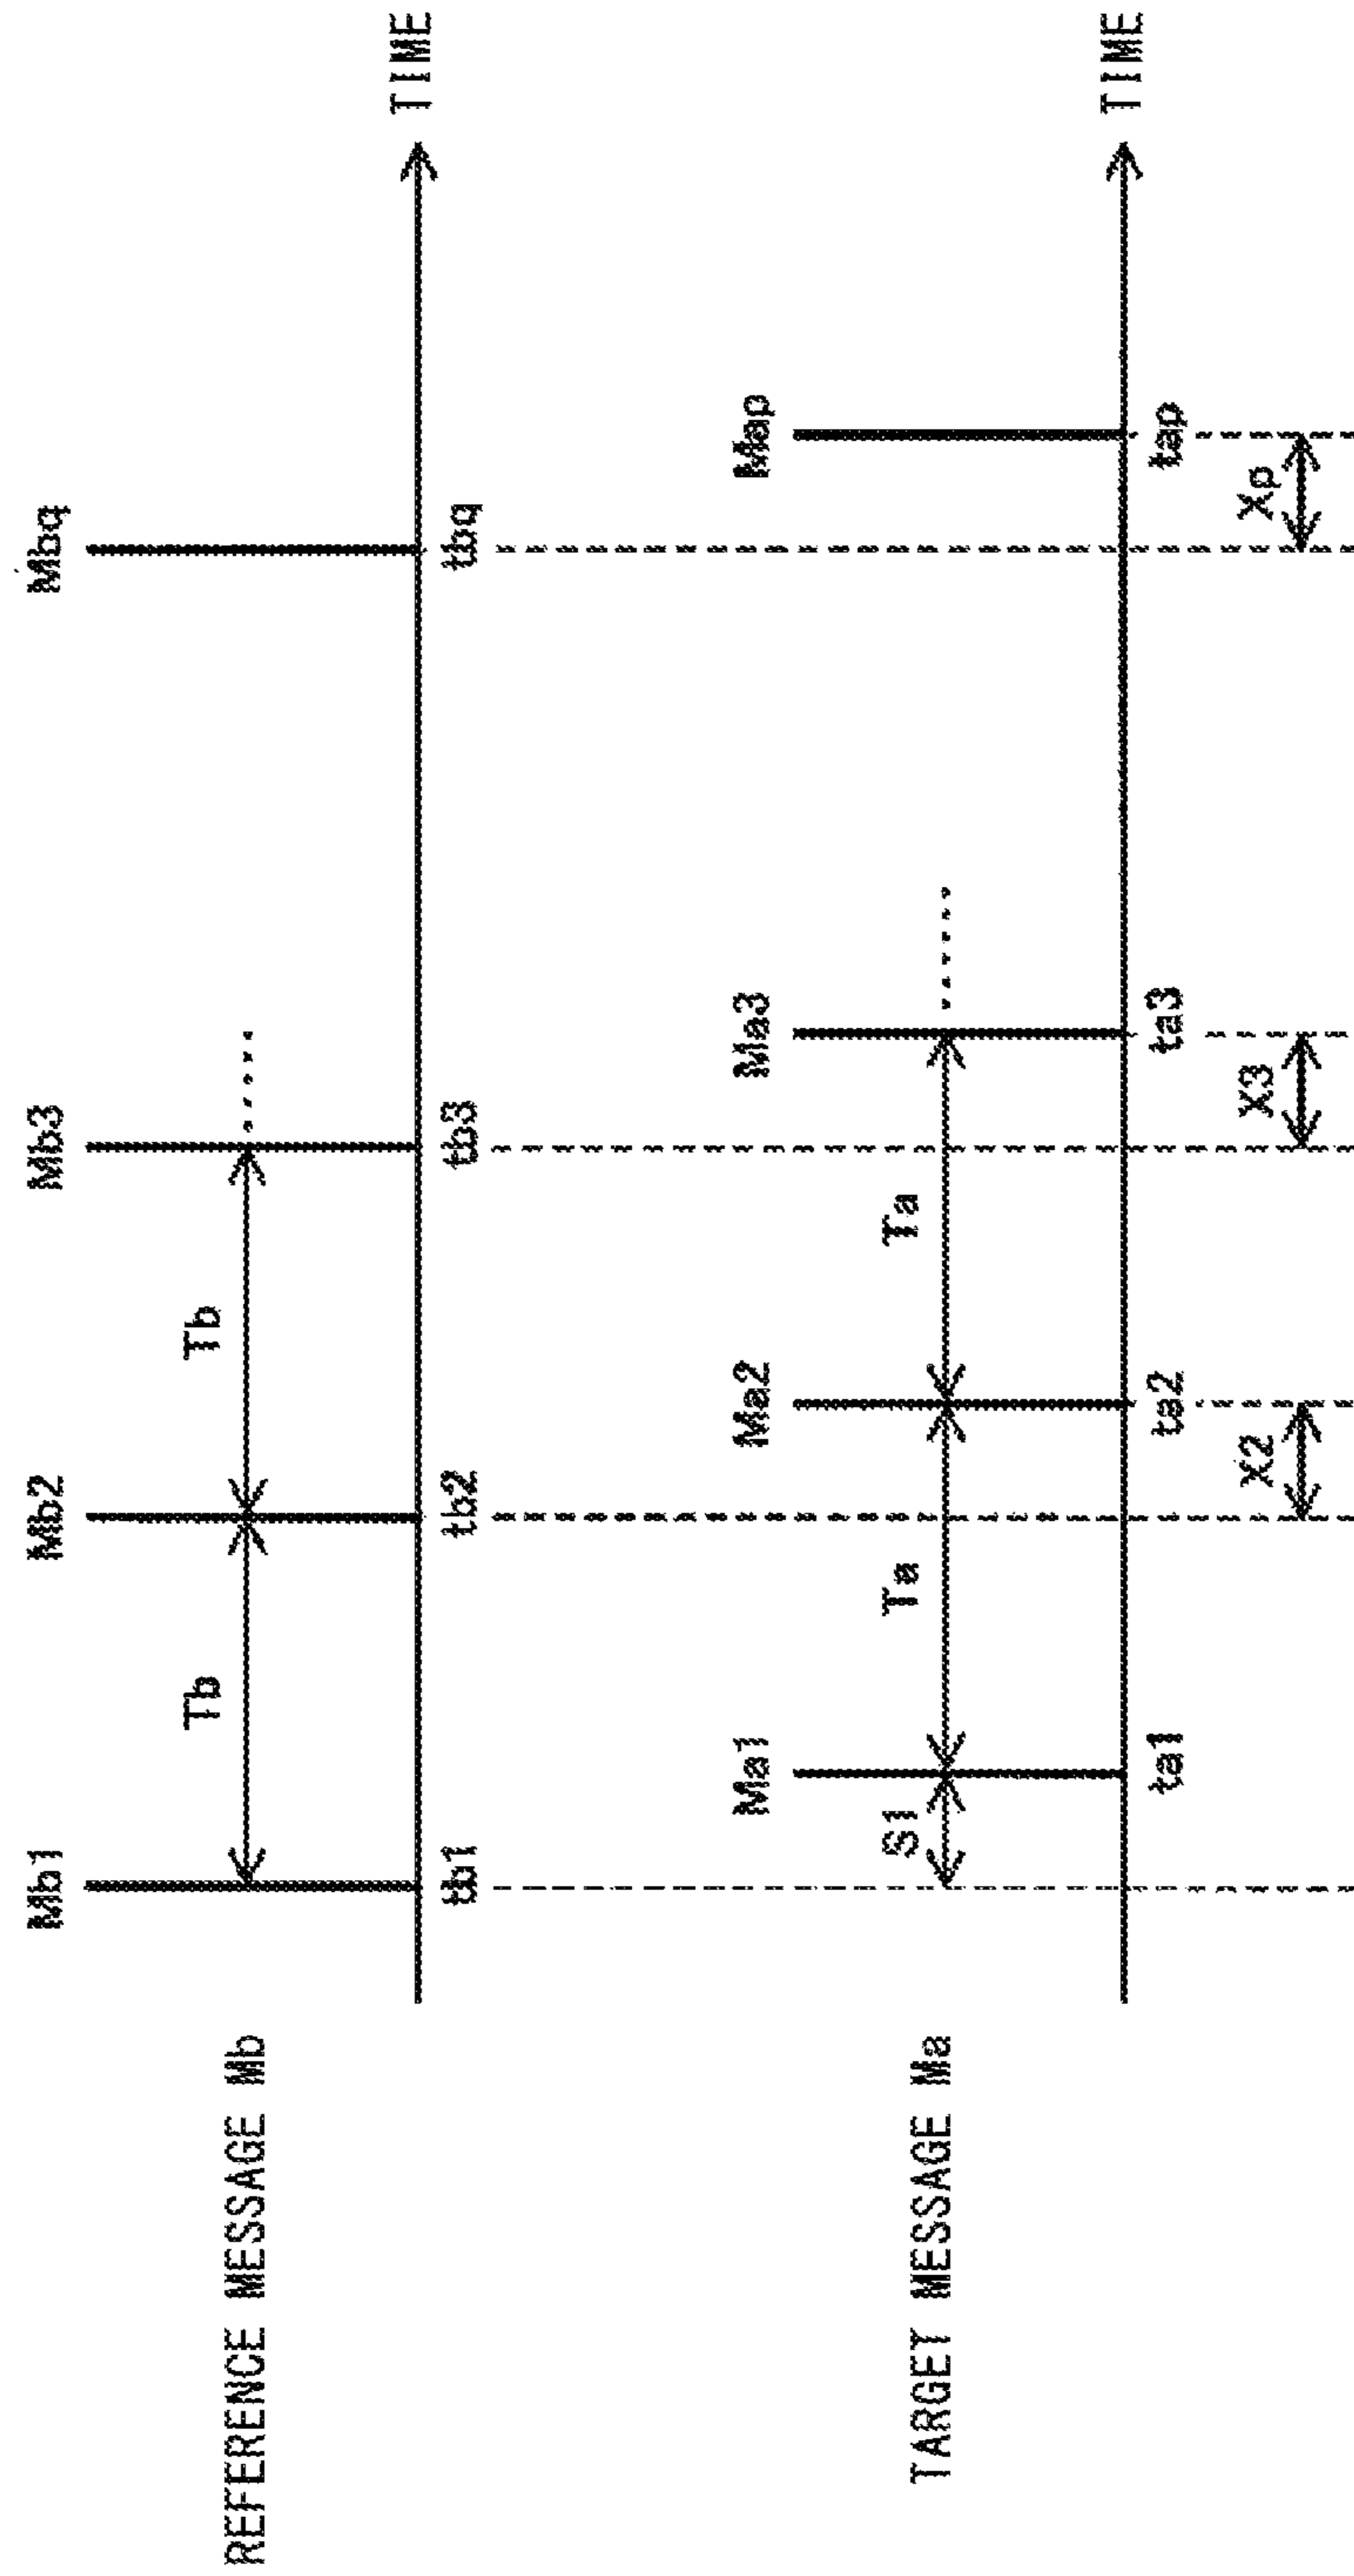 Mb1 Mb2 Mb3 Mbq
Tb Tb
REFERENCE MESSAGE Mb
TIME
tb1 tb2 tb3 tbq
Ma1 Ma2 Ma3 Map
S1 Ta Ta
TARGET MESSAGE Ma
TIME
ta1 ta2 ta3 tap
X2 X3 Xp